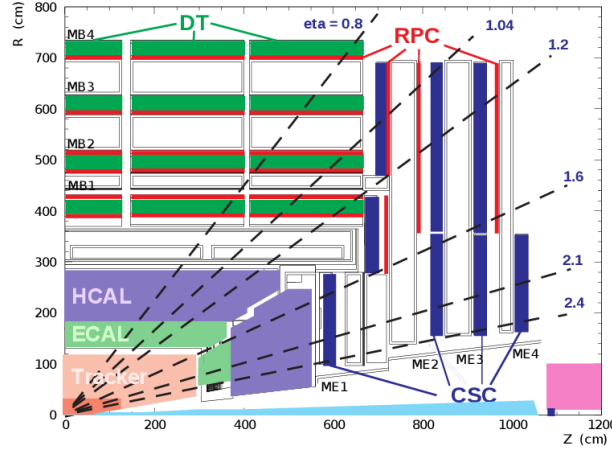 R (cm)
800
700
600
500
400
300
200
100
0
MB4
MB3
MB2
MB1
DT
eta = 0.8
RPC
1.04
1.2
1.6
2.1
2.4
HCAL
ECAL
Tracker
ME1
ME2
ME3
ME4
CSC
0 200 400 600 800 1000 1200
Z (cm)